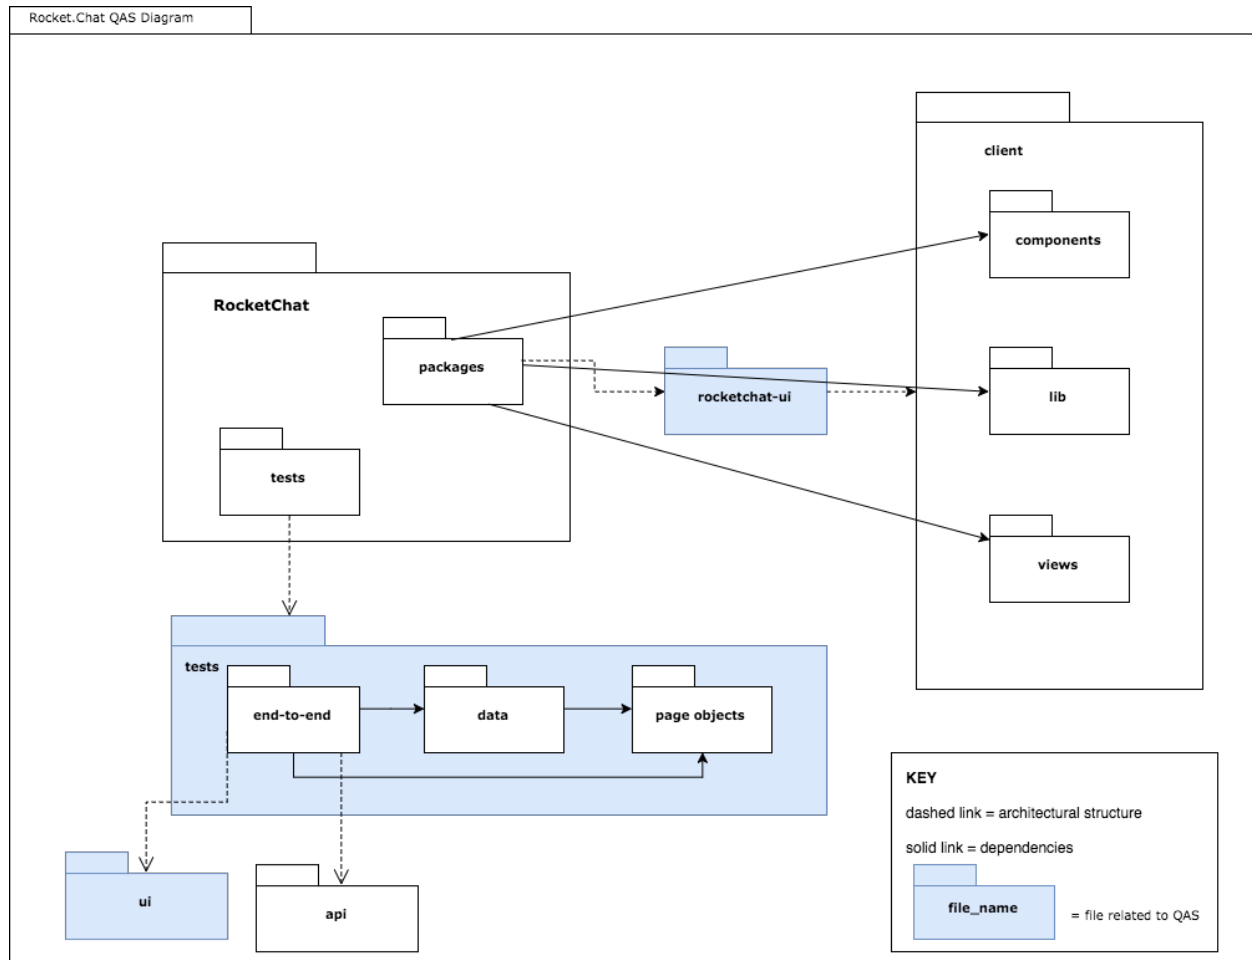 Rocket.Chat QAS Diagram
client
components
RocketChat
packages
rocketchat-ui
lib
tests
views
tests
end-to-end
data
page objects
KEY
dashed link = architectural structure
solid link = dependencies
file_name
= file related to QAS
ui
api